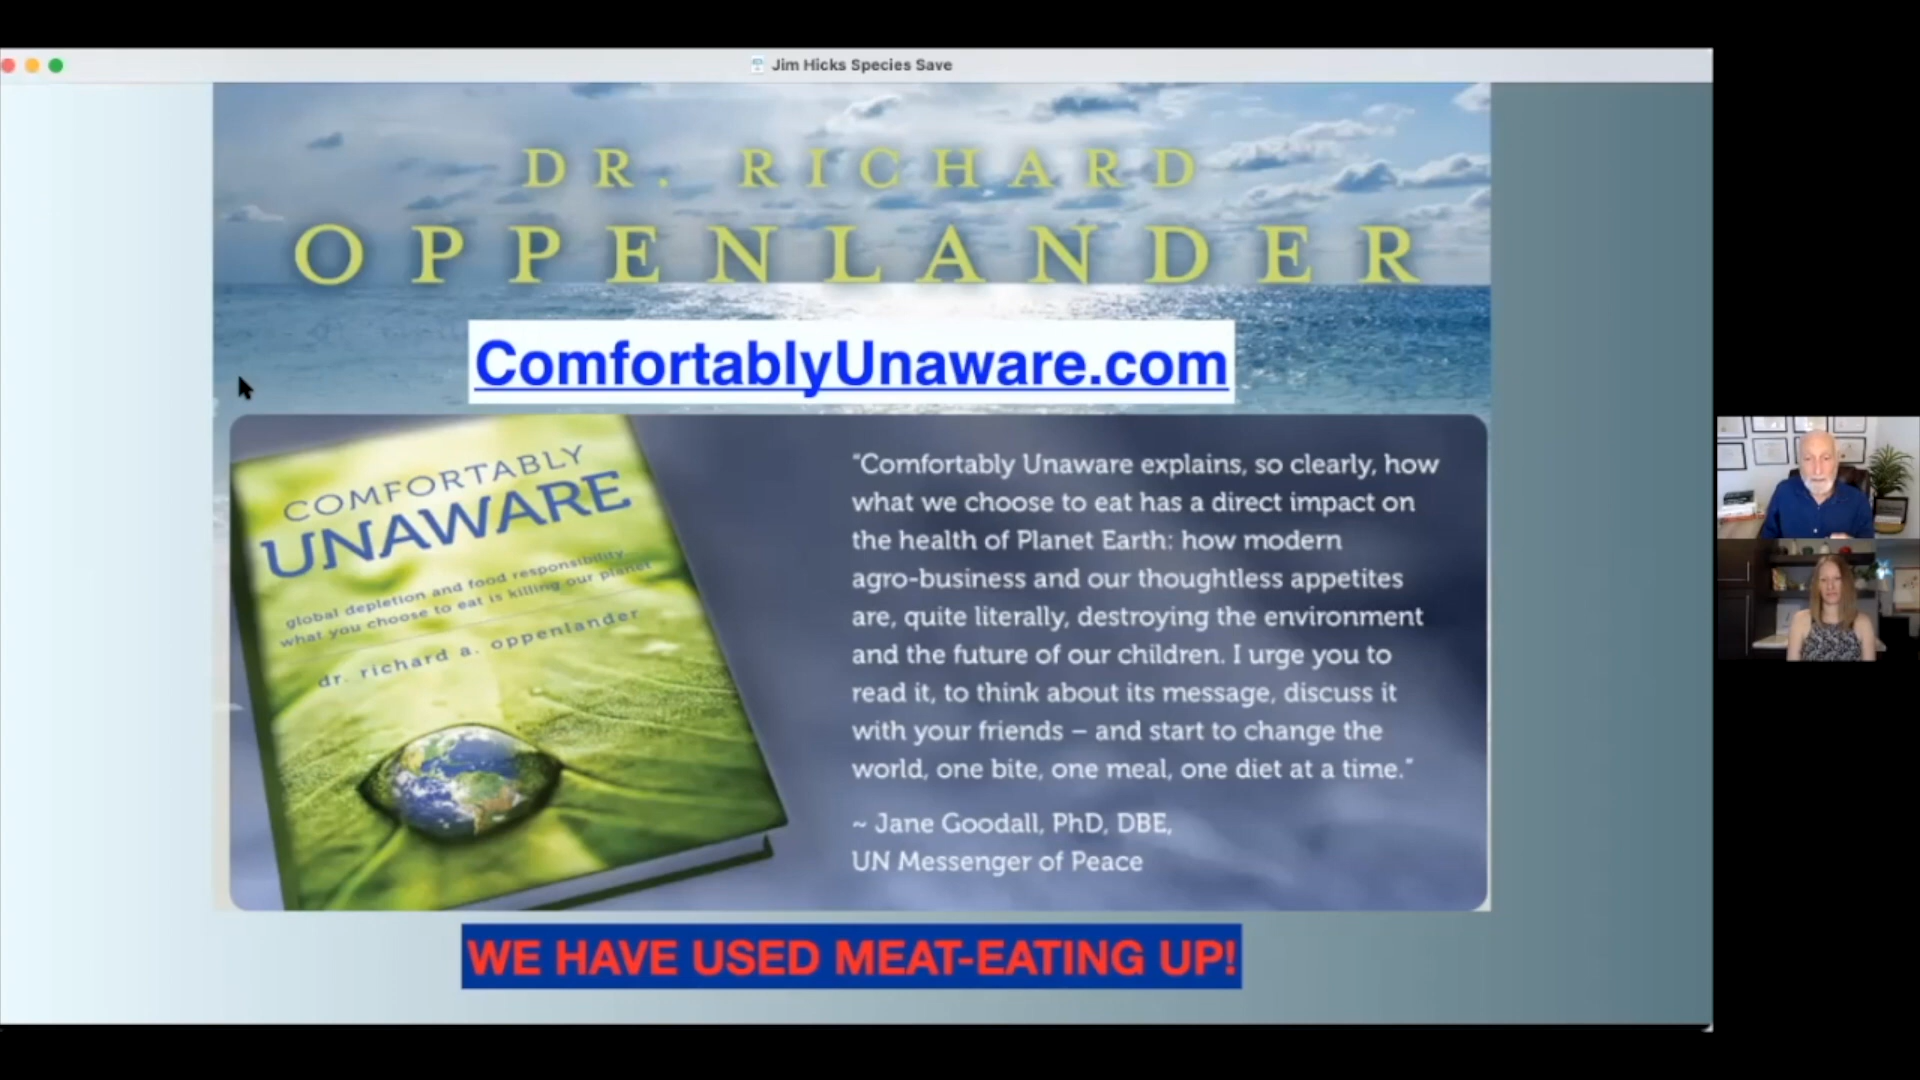 Jim Hicks Species Save
DR. RICHARD
OPPENLANDER
ComfortablyUnaware.com
COMFORTABLY
UNAWARE
global depletion and food responsibility
what you choose to eat is killing our planet
dr. richard a. oppenlander
"Comfortably Unaware explains, so clearly, how
what we choose to eat has a direct impact on
the health of Planet Earth: how modern
agro-business and our thoughtless appetites
are, quite literally, destroying the environment
and the future of our children. I urge you to
read it, to think about its message, discuss it
with your friends – and start to change the
world, one bite, one meal, one diet at a time."
~ Jane Goodall, PhD, DBE,
UN Messenger of Peace
WE HAVE USED MEAT-EATING UP!